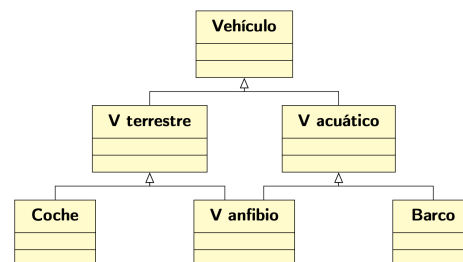 Vehículo
V terrestre
V acuático
Coche
V anfibio
Barco